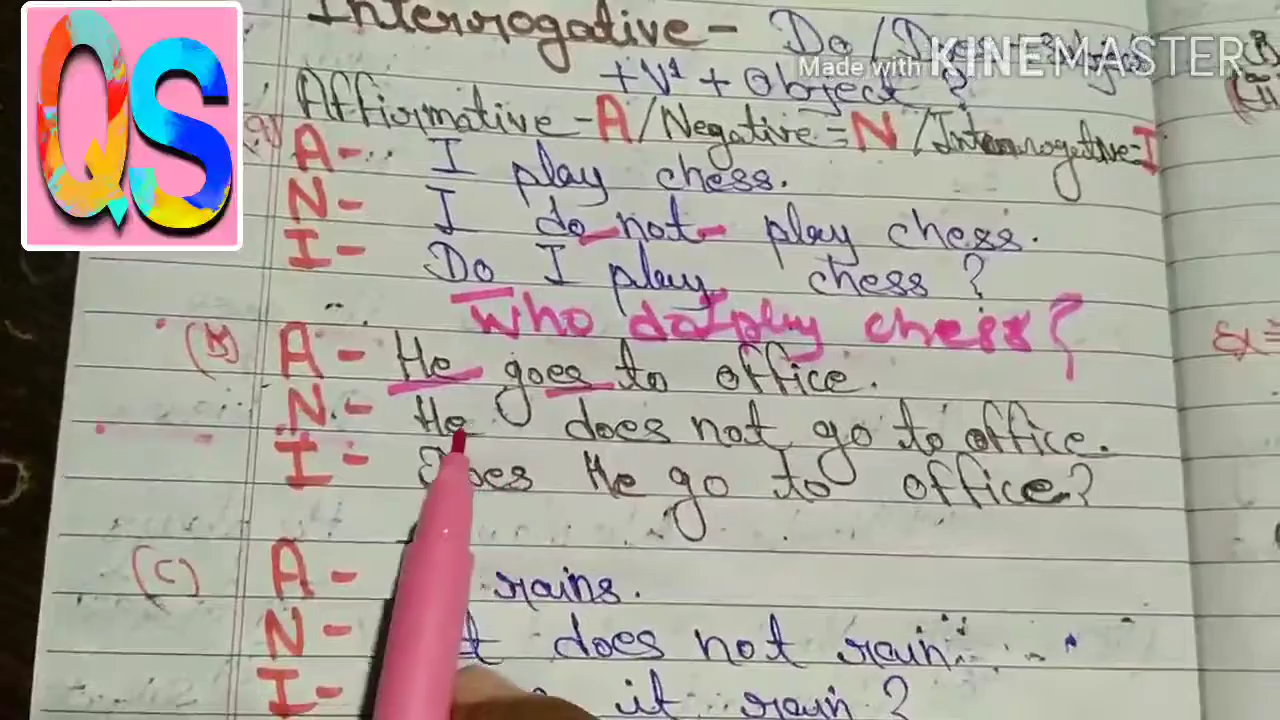 QS
Interrogative - Do /
Made with KINEMASTER
+ V¹ + Object ?
Affirmative - A /Negative = N /Interrogative - I
(a) A - I play chess.
N - I do not play chess.
I - Do I play chess ?
Who do I play chess ?
(b) A - He goes to office.
N - He does not go to office.
I - Does He go to office ?
(C) A - rains.
N - does not rain
I - it rain ?